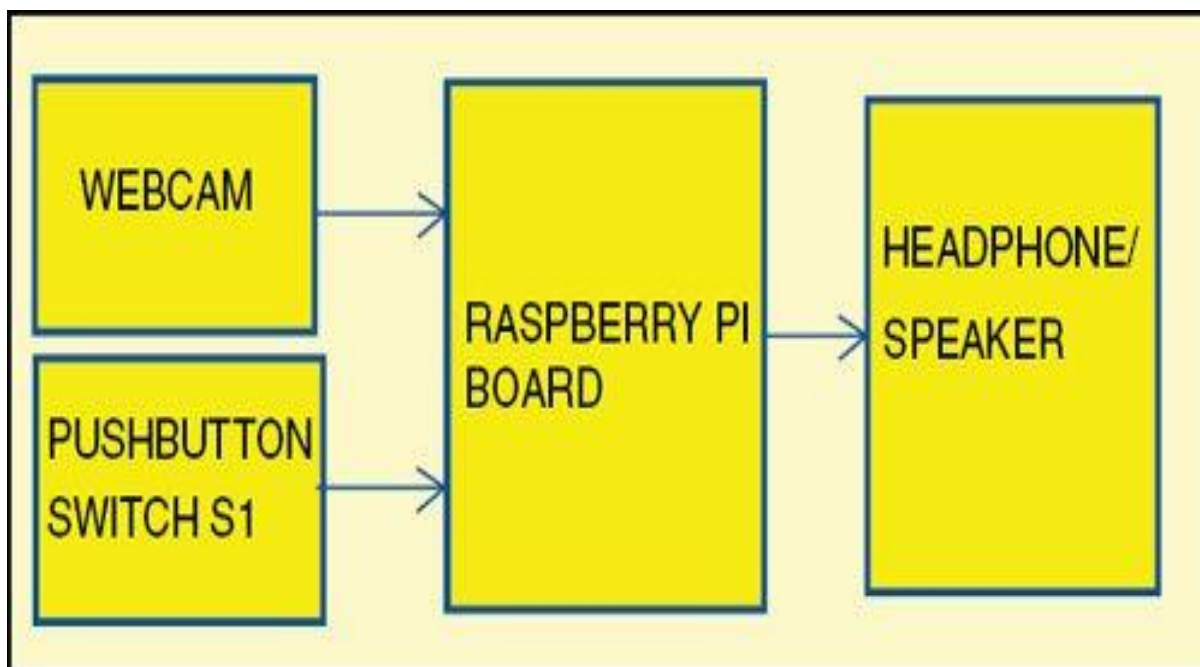 WEBCAM
PUSHBUTTON
SWITCH S1
RASPBERRY PI
BOARD
HEADPHONE/
SPEAKER